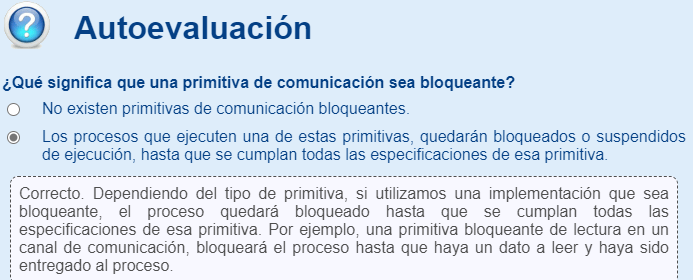 Autoevaluación
¿Qué significa que una primitiva de comunicación sea bloqueante?
No existen primitivas de comunicación bloqueantes.
Los procesos que ejecuten una de estas primitivas, quedarán bloqueados o suspendidos
de ejecución, hasta que se cumplan todas las especificaciones de esa primitiva.
Correcto. Dependiendo del tipo de primitiva, si utilizamos una implementación que sea
bloqueante, el proceso quedará bloqueado hasta que se cumplan todas las
especificaciones de esa primitiva. Por ejemplo, una primitiva bloqueante de lectura en un
canal de comunicación, bloqueará el proceso hasta que haya un dato a leer y haya sido
entregado al proceso.